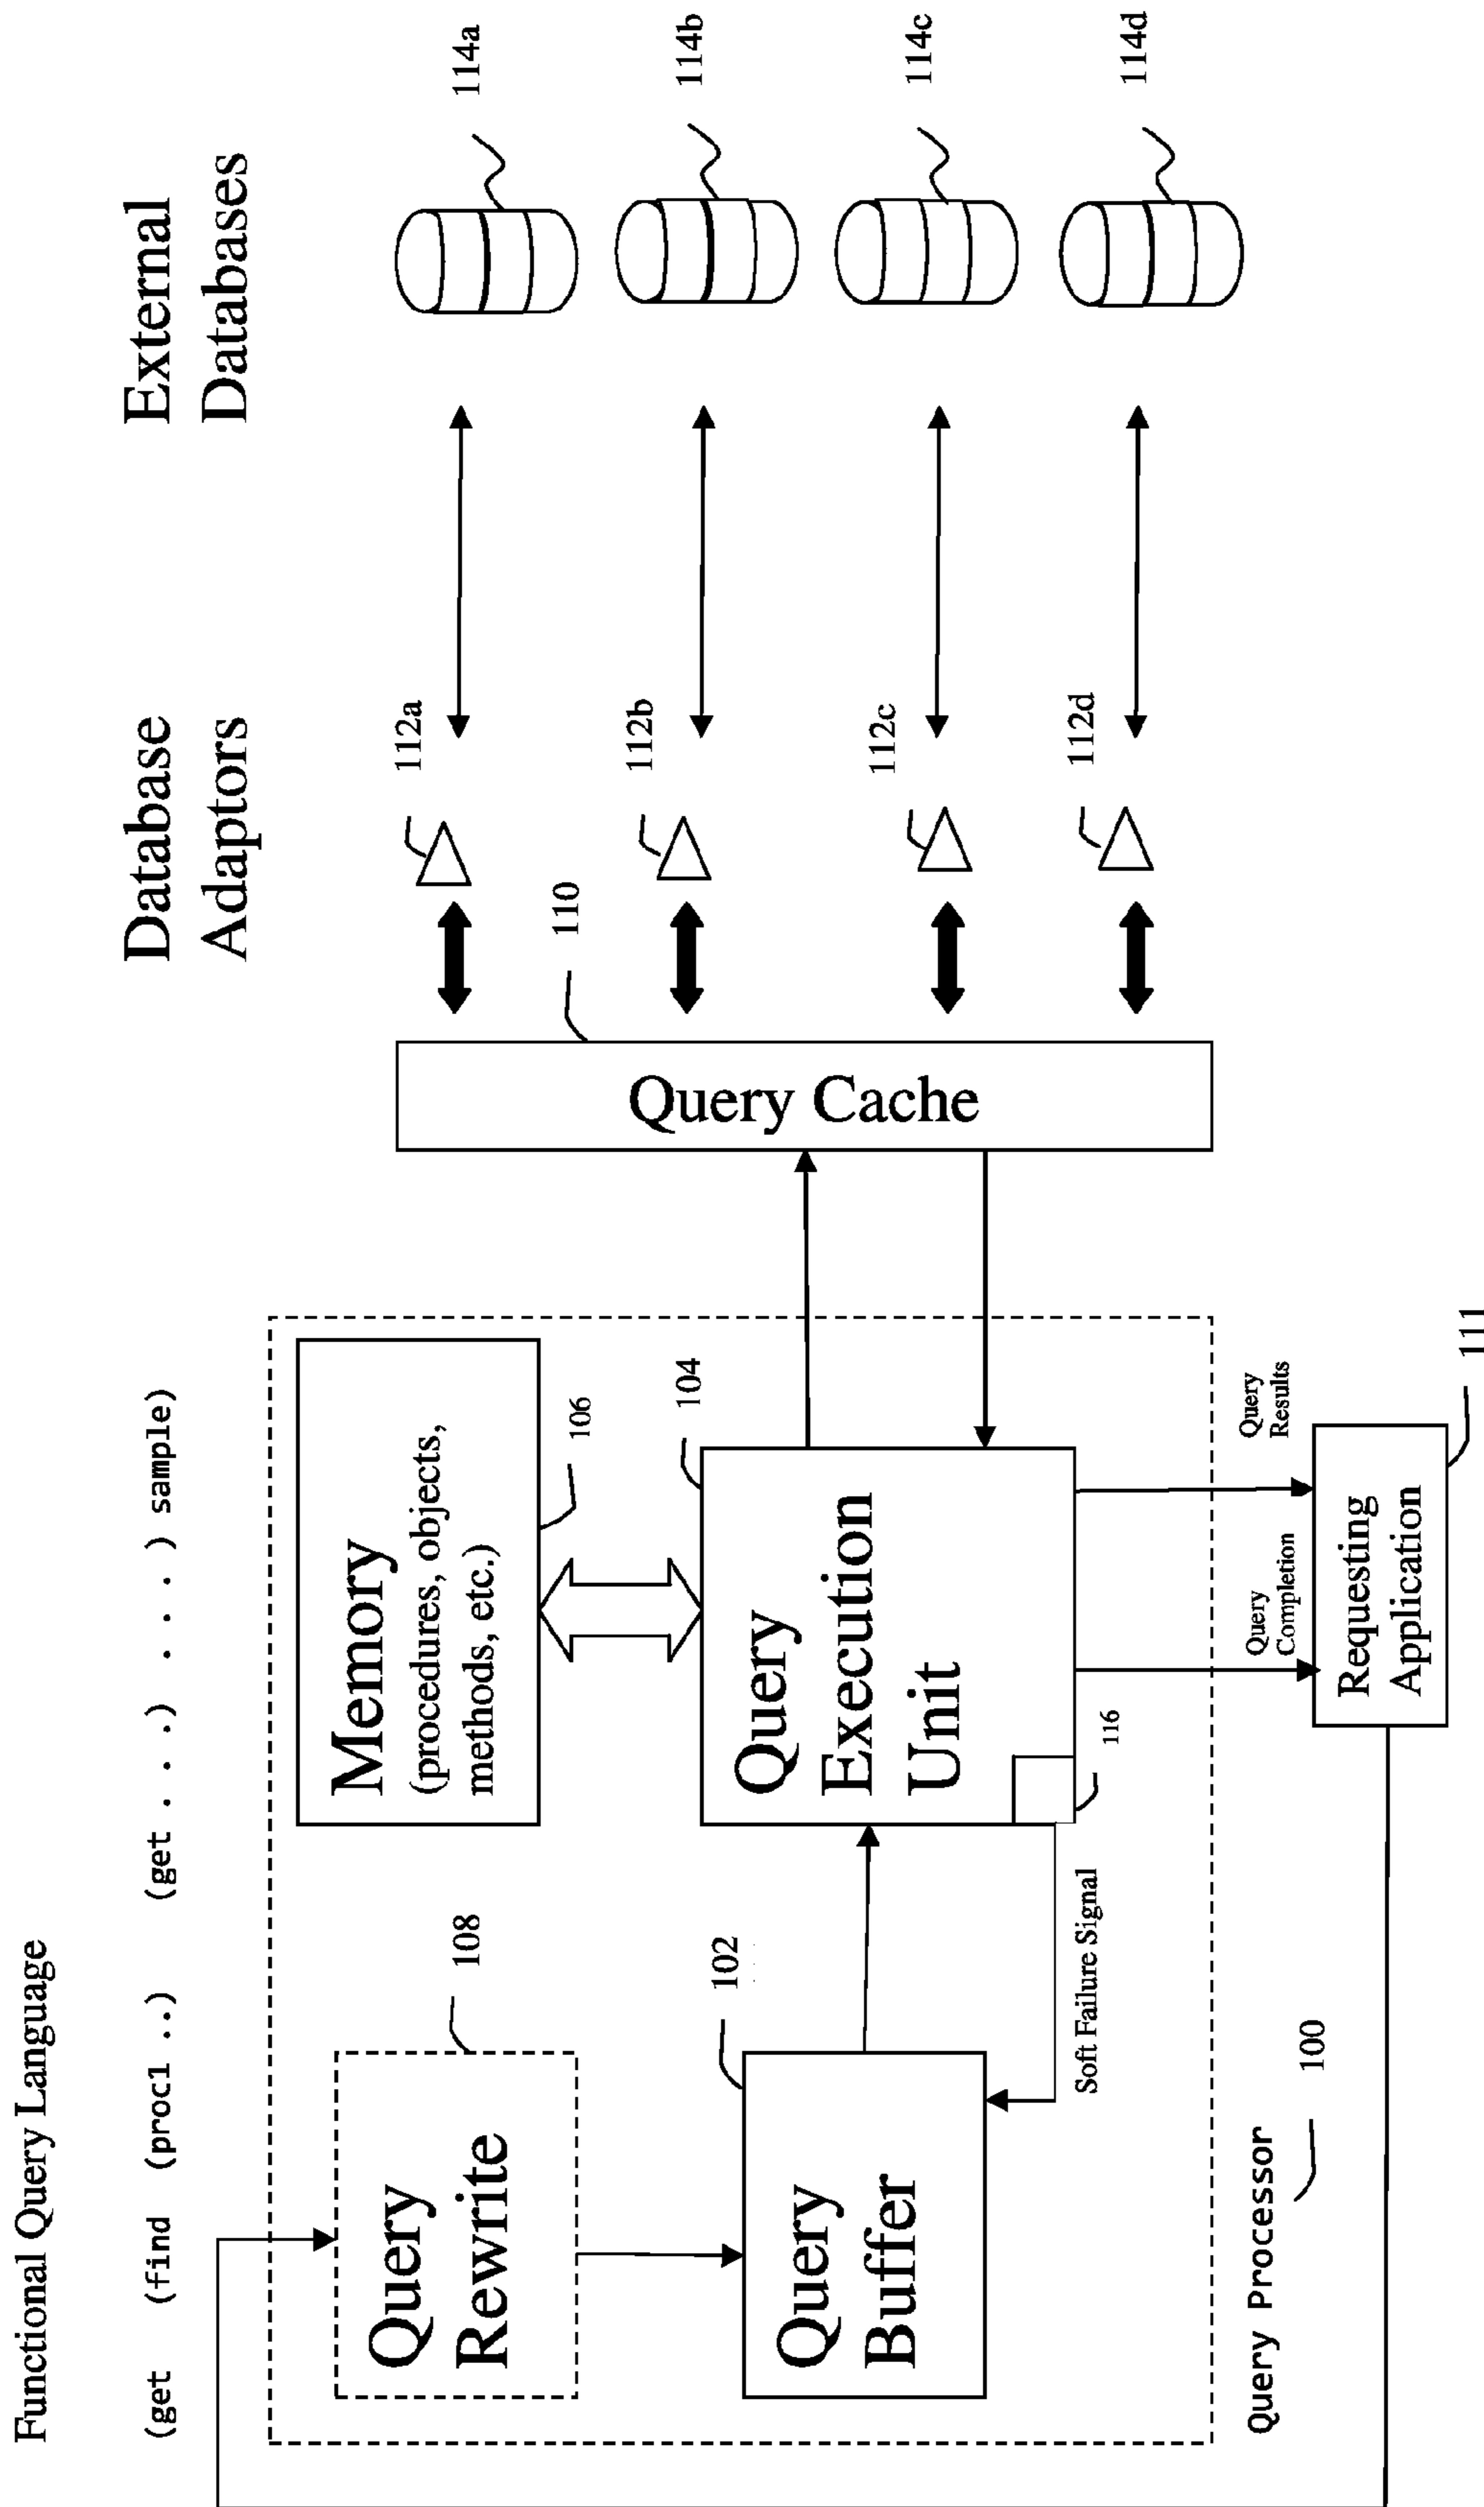 Functional Query Language
(get (find (proc1 ..) (get . . .) . . . ) sample)
Database
Adaptors
External
Databases
Query
Rewrite
108
Memory
(procedures, objects,
methods, etc.)
106
Query
Buffer
102
Query
Execution
Unit
104
116
Soft Failure Signal
Query Cache
110
112a
112b
112c
112d
114a
114b
114c
114d
Query Processor
100
Query
Completion
Query
Results
Requesting
Application
111